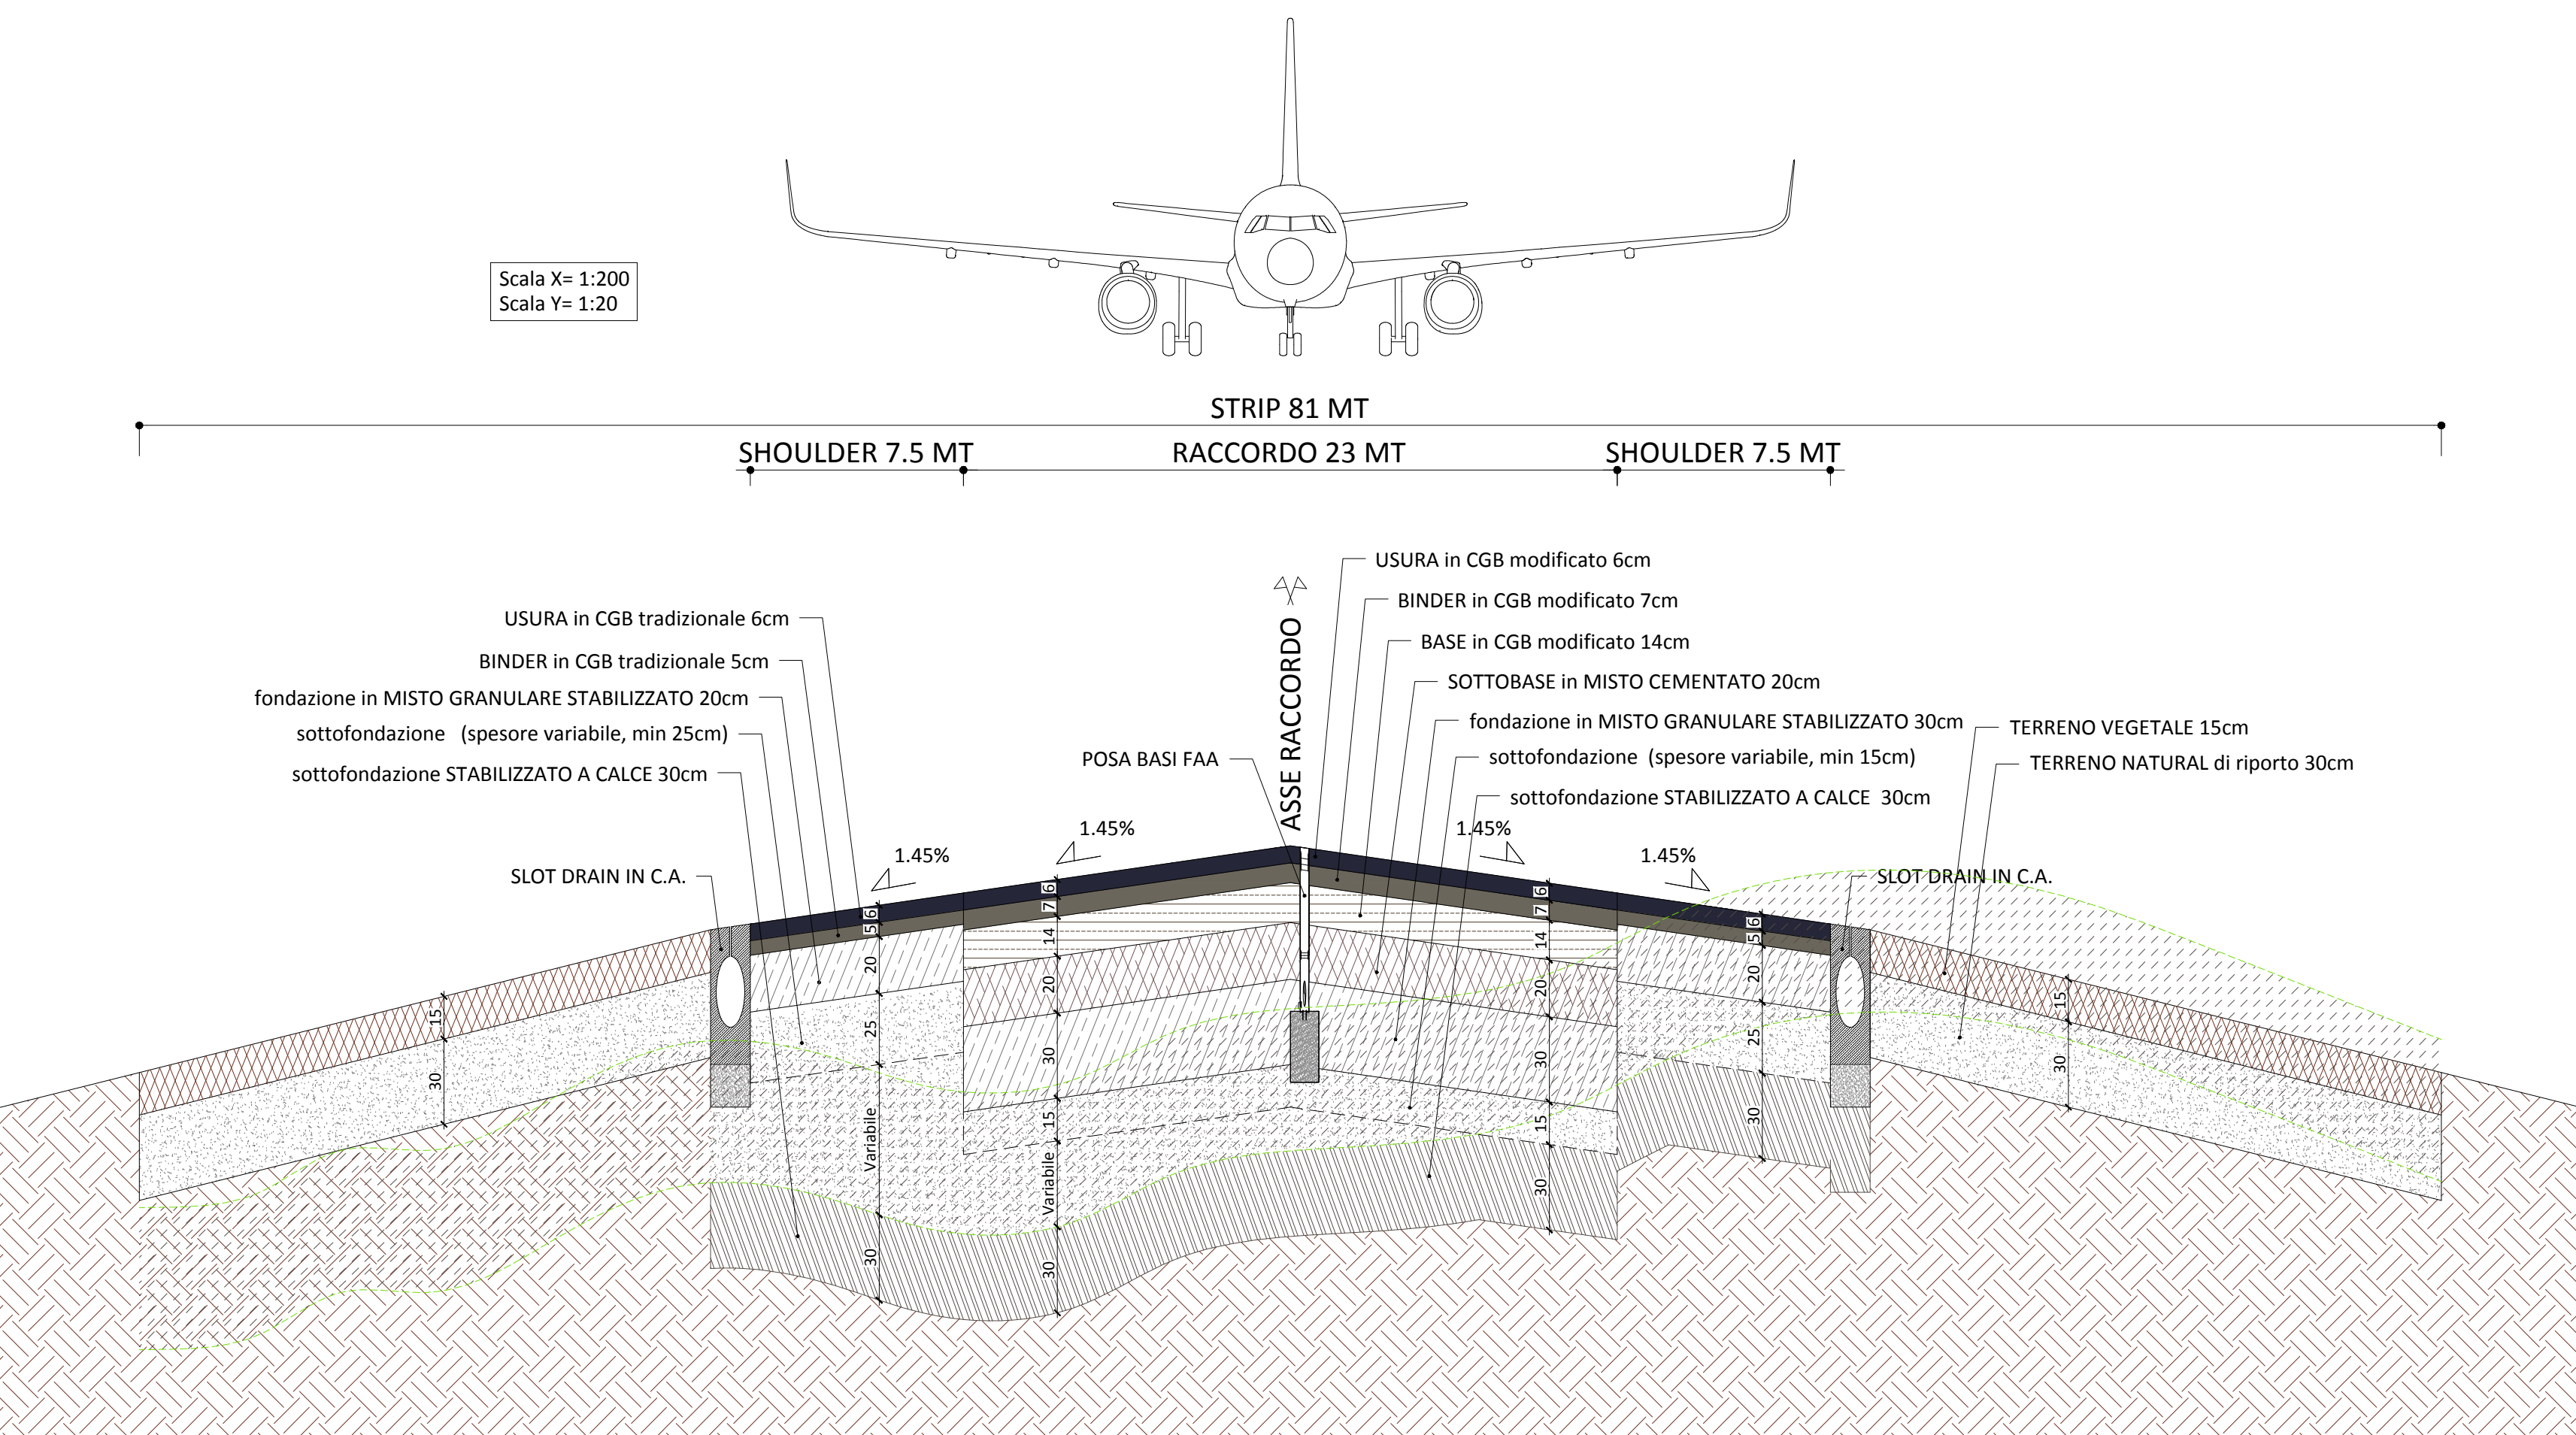 Scala X= 1:200
Scala Y= 1:20
STRIP 81 MT
SHOULDER 7.5 MT
RACCORDO 23 MT
SHOULDER 7.5 MT
USURA in CGB tradizionale 6cm
BINDER in CGB tradizionale 5cm
fondazione in MISTO GRANULARE STABILIZZATO 20cm
sottofondazione (spesore variabile, min 25cm)
sottofondazione STABILIZZATO A CALCE 30cm
SLOT DRAIN IN C.A.
POSA BASI FAA
ASSE RACCORDO
USURA in CGB modificato 6cm
BINDER in CGB modificato 7cm
BASE in CGB modificato 14cm
SOTTOBASE in MISTO CEMENTATO 20cm
fondazione in MISTO GRANULARE STABILIZZATO 30cm
sottofondazione (spesore variabile, min 15cm)
sottofondazione STABILIZZATO A CALCE 30cm
TERRENO VEGETALE 15cm
TERRENO NATURAL di riporto 30cm
SLOT DRAIN IN C.A.
1.45%
1.45%
1.45%
1.45%
15
30
6
5
20
25
Variabile
30
6
7
14
20
30
15
Variabile
30
6
7
14
20
30
15
30
6
5
20
25
30
15
30